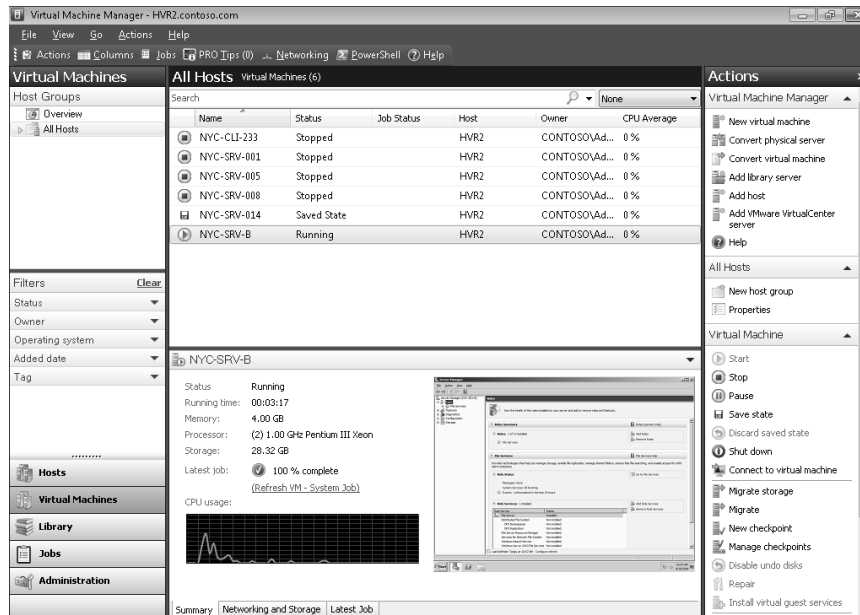 Virtual Machine Manager - HVR2.contoso.com
File View Go Actions Help
Actions Columns Jobs PRO Tips (0) Networking PowerShell Help
Virtual Machines
Host Groups
Overview
All Hosts
Filters Clear
Status
Owner
Operating system
Added date
Tag
Hosts
Virtual Machines
Library
Jobs
Administration
All Hosts Virtual Machines (6)
Search None
Name Status Job Status Host Owner CPU Average
NYC-CLI-233 Stopped HVR2 CONTOSO\Ad... 0 %
NYC-SRV-001 Stopped HVR2 CONTOSO\Ad... 0 %
NYC-SRV-005 Stopped HVR2 CONTOSO\Ad... 0 %
NYC-SRV-008 Stopped HVR2 CONTOSO\Ad... 0 %
NYC-SRV-014 Saved State HVR2 CONTOSO\Ad... 0 %
NYC-SRV-B Running HVR2 CONTOSO\Ad... 0 %
NYC-SRV-B
Status Running
Running time: 00:03:17
Memory: 4.00 GB
Processor: (2) 1.00 GHz Pentium III Xeon
Storage: 28.32 GB
Latest job: 100 % complete
(Refresh VM - System Job)
CPU usage:
Summary Networking and Storage Latest Job
Actions
Virtual Machine Manager
New virtual machine
Convert physical server
Convert virtual machine
Add library server
Add host
Add VMware VirtualCenter
server
Help
All Hosts
New host group
Properties
Virtual Machine
Start
Stop
Pause
Save state
Discard saved state
Shut down
Connect to virtual machine
Migrate storage
Migrate
New checkpoint
Manage checkpoints
Disable undo disks
Repair
Install virtual guest services